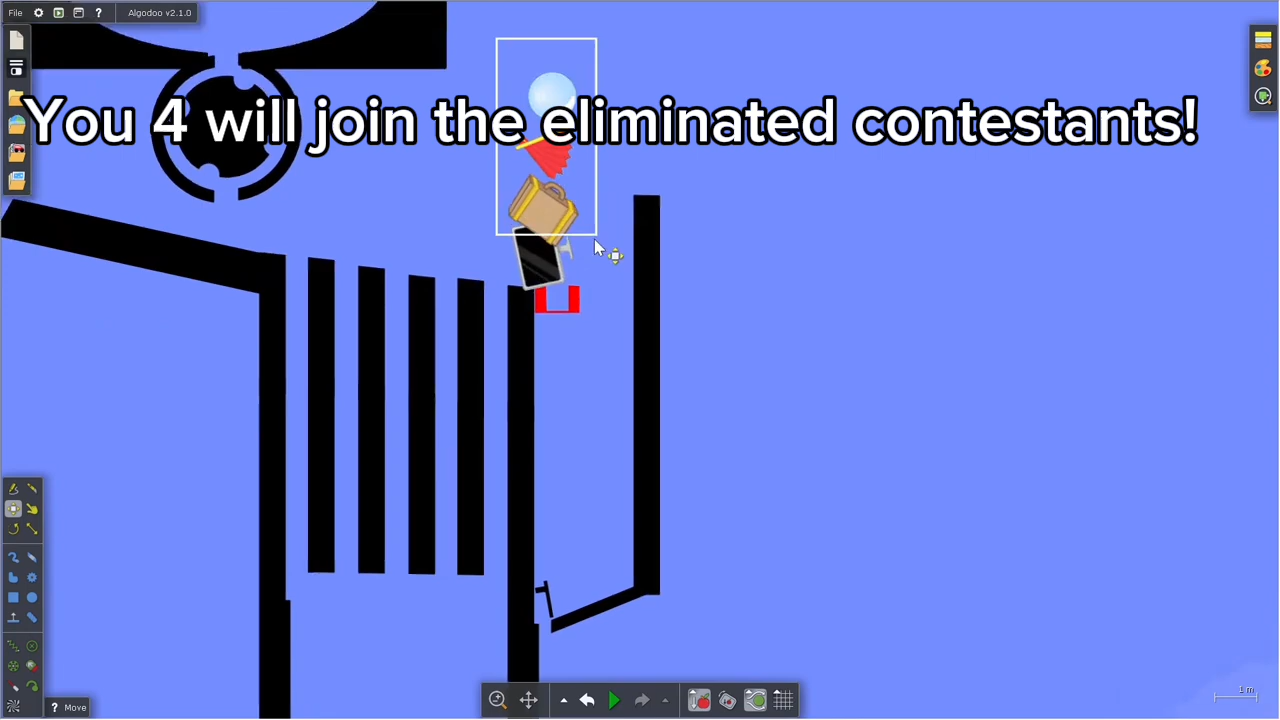 File ? Algodoo v2.1.0
You 4 will join the eliminated contestants!
1 m
? Move